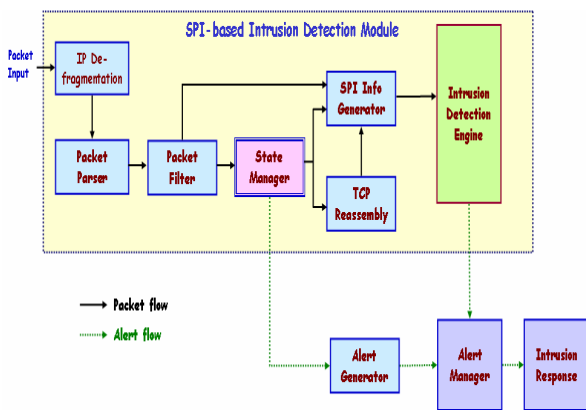 SPI-based Intrusion Detection Module
Packet
Input
IP De-
fragmentation
SPI Info
Generator
Intrusion
Detection
Engine
Packet
Parser
Packet
Filter
State
Manager
TCP
Reassembly
Packet flow
Alert flow
Alert
Generator
Alert
Manager
Intrusion
Response